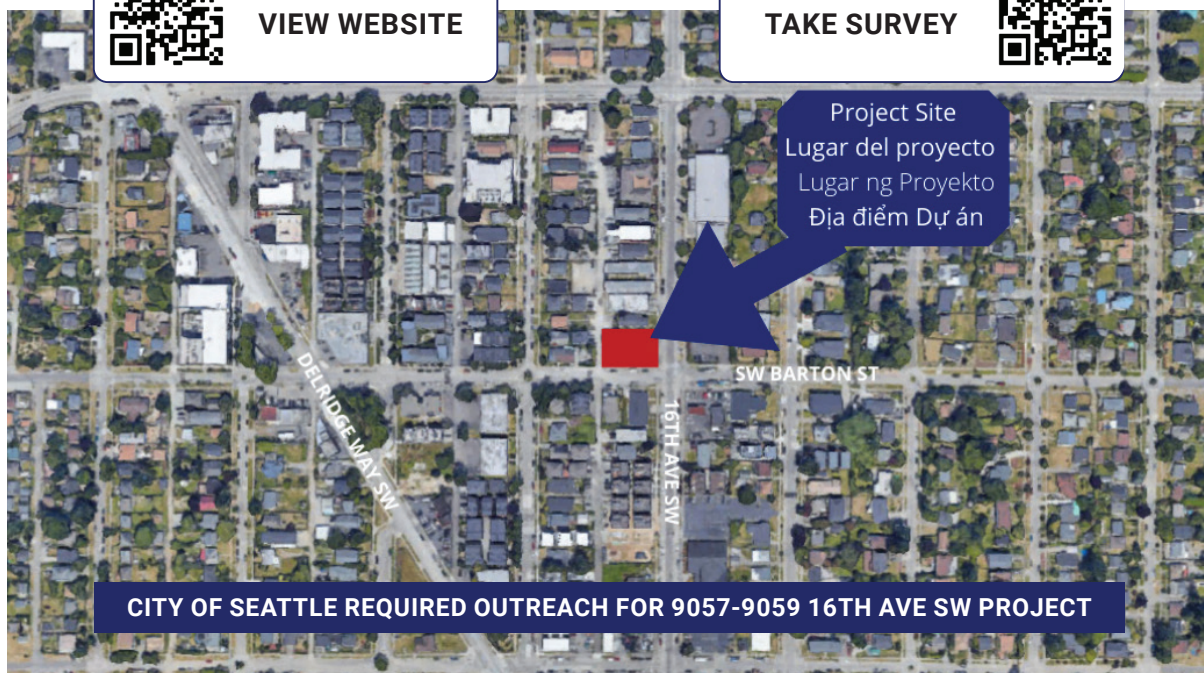 VIEW WEBSITE
TAKE SURVEY
Project Site
Lugar del proyecto
Lugar ng Proyekto
Địa điểm Dự án
SW BARTON ST
DELRIDGE WAY SW
16TH AVE SW
CITY OF SEATTLE REQUIRED OUTREACH FOR 9057-9059 16TH AVE SW PROJECT